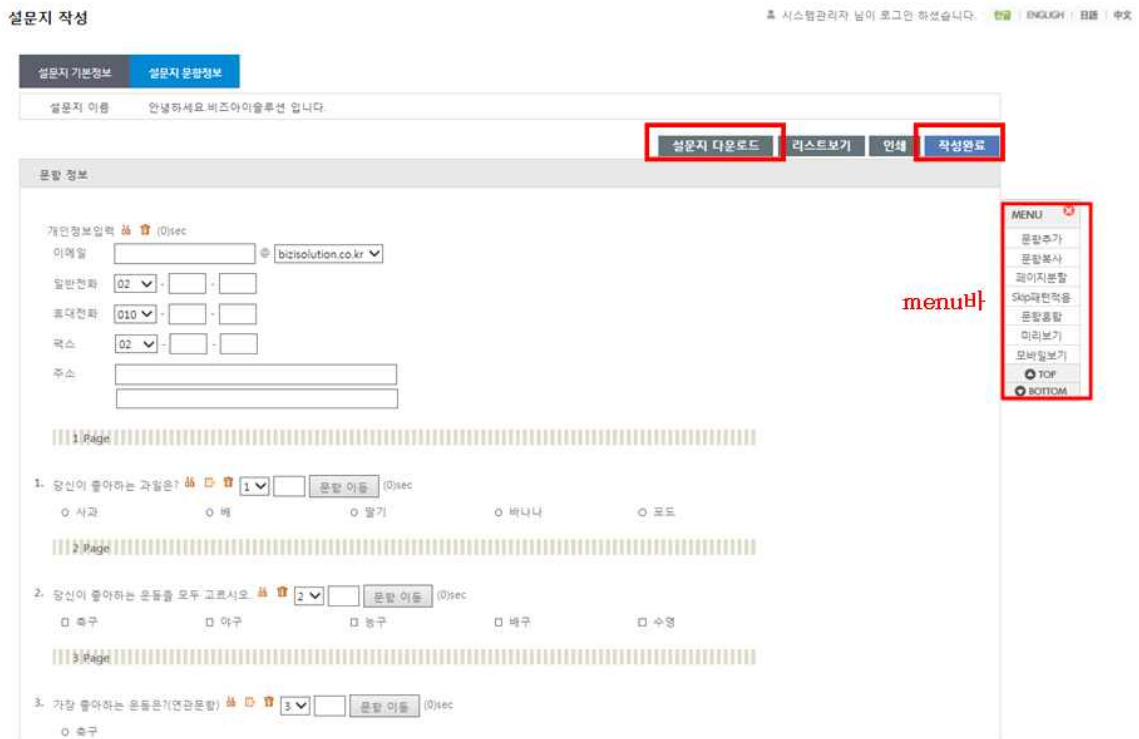 설문지 작성
시스템관리자 님이 로그인 하셨습니다. 한글 | ENGLISH | 日語 | 中文
설문지 기본정보 설문지 문항정보
설문지 이름 안녕하세요.비즈아이솔루션 입니다.
설문지 다운로드 리스트보기 인쇄 작성완료
문항 정보
개인정보입력 (0)sec
이메일 @ bizisolution.co.kr
일반전화 02 - -
휴대전화 010 - -
팩스 02 - -
주소
MENU
문항추가
문항복사
페이지분할
Skip패턴적용
문항통합
미리보기
모바일보기
TOP
BOTTOM
menu바
1 Page
1. 당신이 좋아하는 과일은? 1 문항 이동 (0)sec
사과 배 딸기 바나나 포도
2 Page
2. 당신이 좋아하는 운동을 모두 고르시오. 2 문항 이동 (0)sec
축구 야구 농구 배구 수영
3 Page
3. 가장 좋아하는 운동은?(연관문항) 3 문항 이동 (0)sec
축구